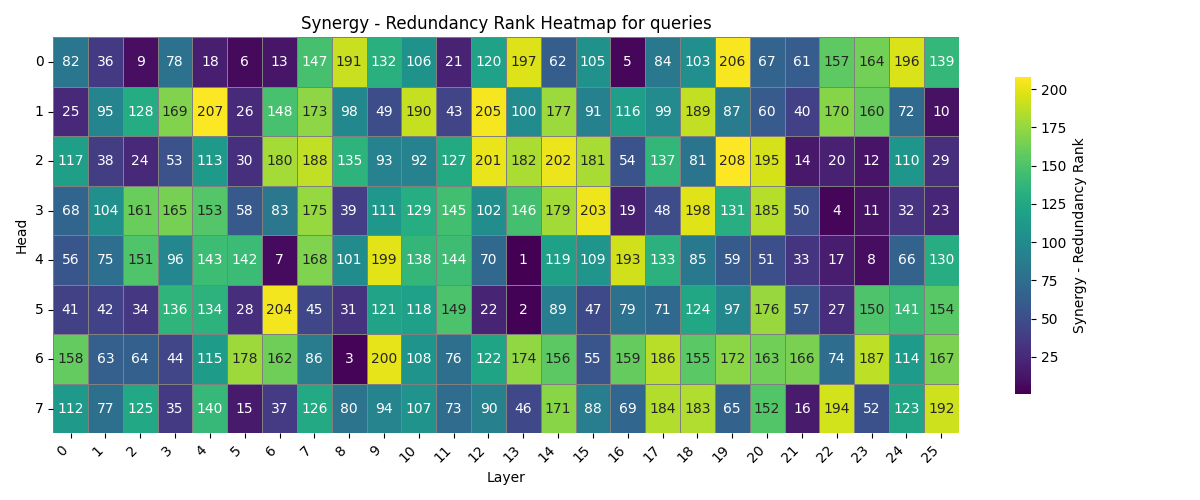 Synergy - Redundancy Rank Heatmap for queries
0 82 36 9 78 18 6 13 147 191 132 106 21 120 197 62 105 5 84 103 206 67 61 157 164 196 139
1 25 95 128 169 207 26 148 173 98 49 190 43 205 100 177 91 116 99 189 87 60 40 170 160 72 10
2 117 38 24 53 113 30 180 188 135 93 92 127 201 182 202 181 54 137 81 208 195 14 20 12 110 29
3 68 104 161 165 153 58 83 175 39 111 129 145 102 146 179 203 19 48 198 131 185 50 4 11 32 23
4 56 75 151 96 143 142 7 168 101 199 138 144 70 1 119 109 193 133 85 59 51 33 17 8 66 130
5 41 42 34 136 134 28 204 45 31 121 118 149 22 2 89 47 79 71 124 97 176 57 27 150 141 154
6 158 63 64 44 115 178 162 86 3 200 108 76 122 174 156 55 159 186 155 172 163 166 74 187 114 167
7 112 77 125 35 140 15 37 126 80 94 107 73 90 46 171 88 69 184 183 65 152 16 194 52 123 192
0 1 2 3 4 5 6 7 8 9 10 11 12 13 14 15 16 17 18 19 20 21 22 23 24 25
Layer
Head
200
175
150
125
100
75
50
25
Synergy - Redundancy Rank